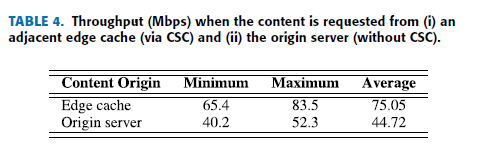 TABLE 4. Throughput (Mbps) when the content is requested from (i) an
adjacent edge cache (via CSC) and (ii) the origin server (without CSC).
Content Origin Minimum Maximum Average
Edge cache 65.4 83.5 75.05
Origin server 40.2 52.3 44.72